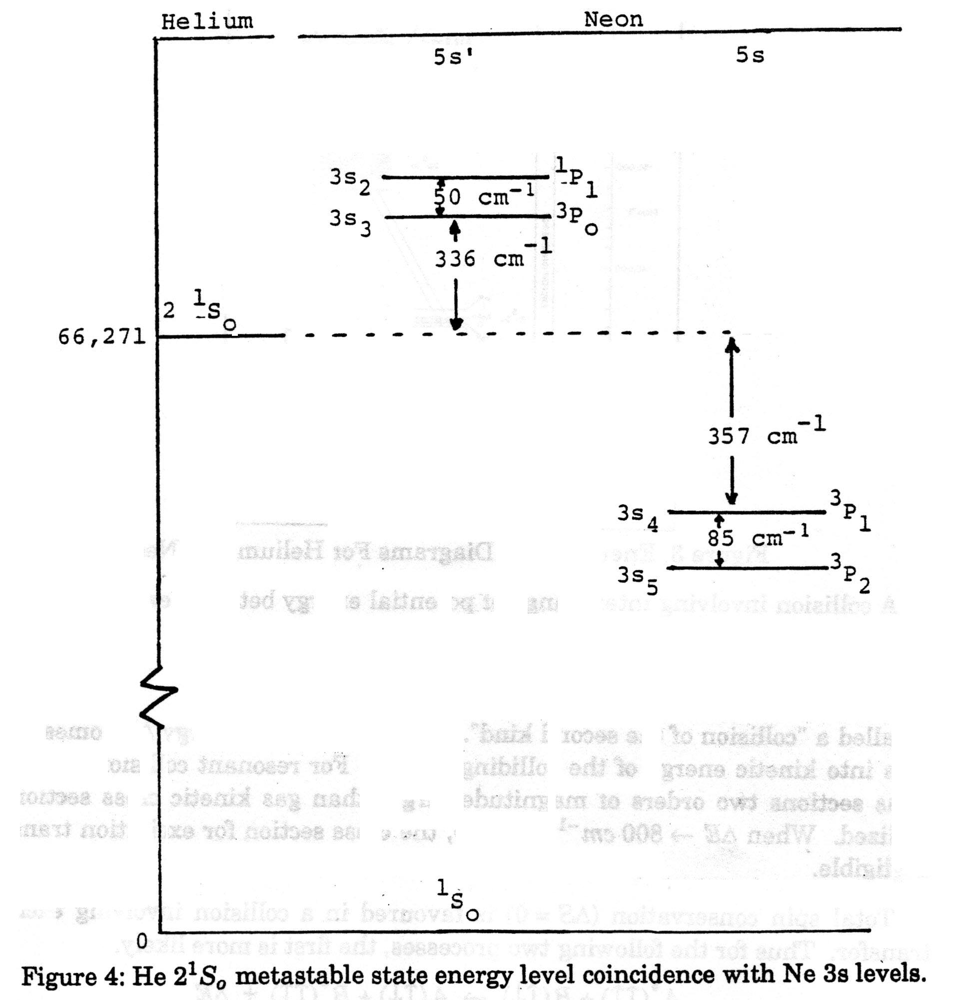 Helium
Neon
5s'
5s
3s₂
¹P₁
50 cm⁻¹
3s₃
³P₀
336 cm⁻¹
2 ¹S₀
66,271
357 cm⁻¹
3s₄
³P₁
85 cm⁻¹
3s₅
³P₂
¹S₀
0
Figure 4: He 2¹Sₒ metastable state energy level coincidence with Ne 3s levels.